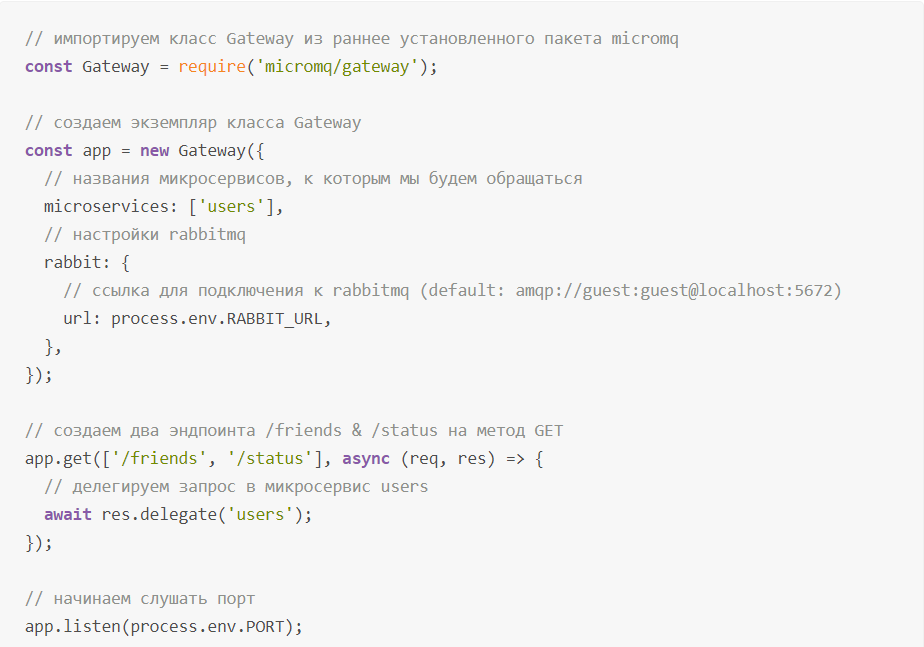 // импортируем класс Gateway из раннее установленного пакета micromq
const Gateway = require('micromq/gateway');
// создаем экземпляр класса Gateway
const app = new Gateway({
// названия микросервисов, к которым мы будем обращаться
microservices: ['users'],
// настройки rabbitmq
rabbit: {
// ссылка для подключения к rabbitmq (default: amqp://guest:guest@localhost:5672)
url: process.env.RABBIT_URL,
},
});
// создаем два эндпоинта /friends & /status на метод GET
app.get(['/friends', '/status'], async (req, res) => {
// делегируем запрос в микросервис users
await res.delegate('users');
});
// начинаем слушать порт
app.listen(process.env.PORT);